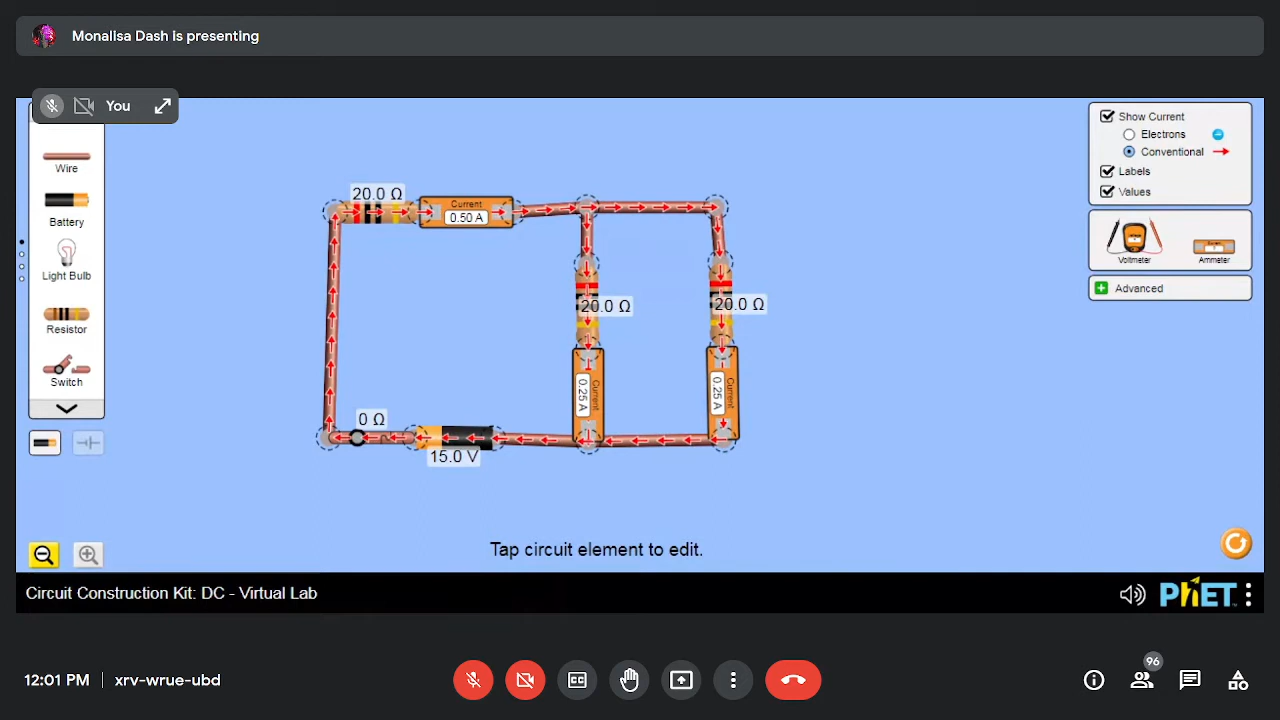 Monalisa Dash is presenting
You
Wire
Battery
Light Bulb
Resistor
Switch
20.0 Ω
Current
0.50 A
20.0 Ω
20.0 Ω
Current
0.25 A
Current
0.25 A
0 Ω
15.0 V
Show Current
Electrons
Conventional
Labels
Values
Voltmeter
Ammeter
Advanced
Tap circuit element to edit.
Circuit Construction Kit: DC - Virtual Lab
PhET
12:01 PM | xrv-wrue-ubd
96